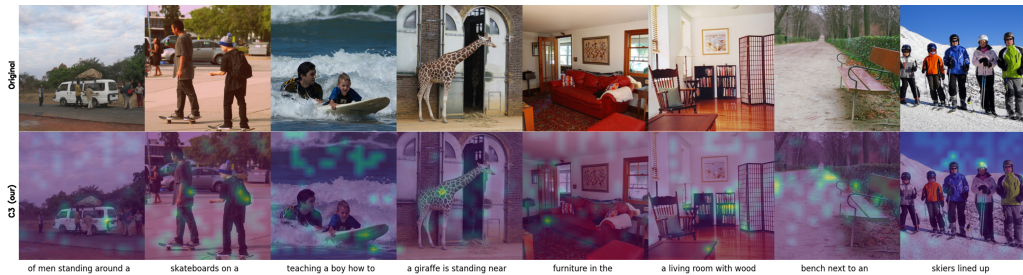 Original
C3 (our)
of men standing around a
skateboards on a
teaching a boy how to
a giraffe is standing near
furniture in the
a living room with wood
bench next to an
skiers lined up